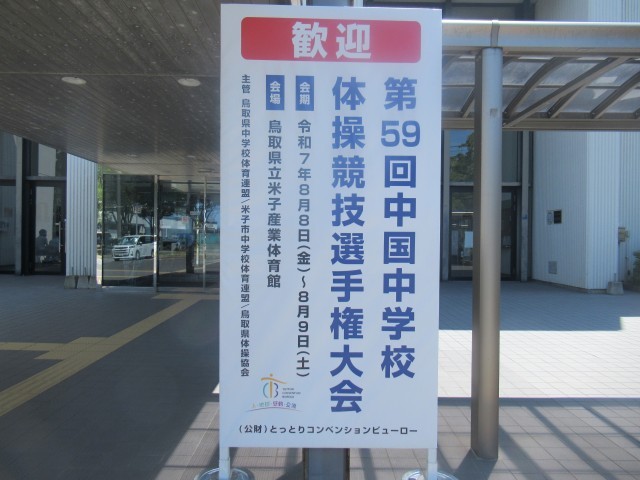 歓迎
第59回中国中学校
体操競技選手権大会
会期 令和7年8月8日(金)～8月9日(土)
会場 鳥取県立米子産業体育館
主管 鳥取県中学校体育連盟/米子市中学校体育連盟/鳥取県体操協会
(公財)とっとりコンベンションビューロー